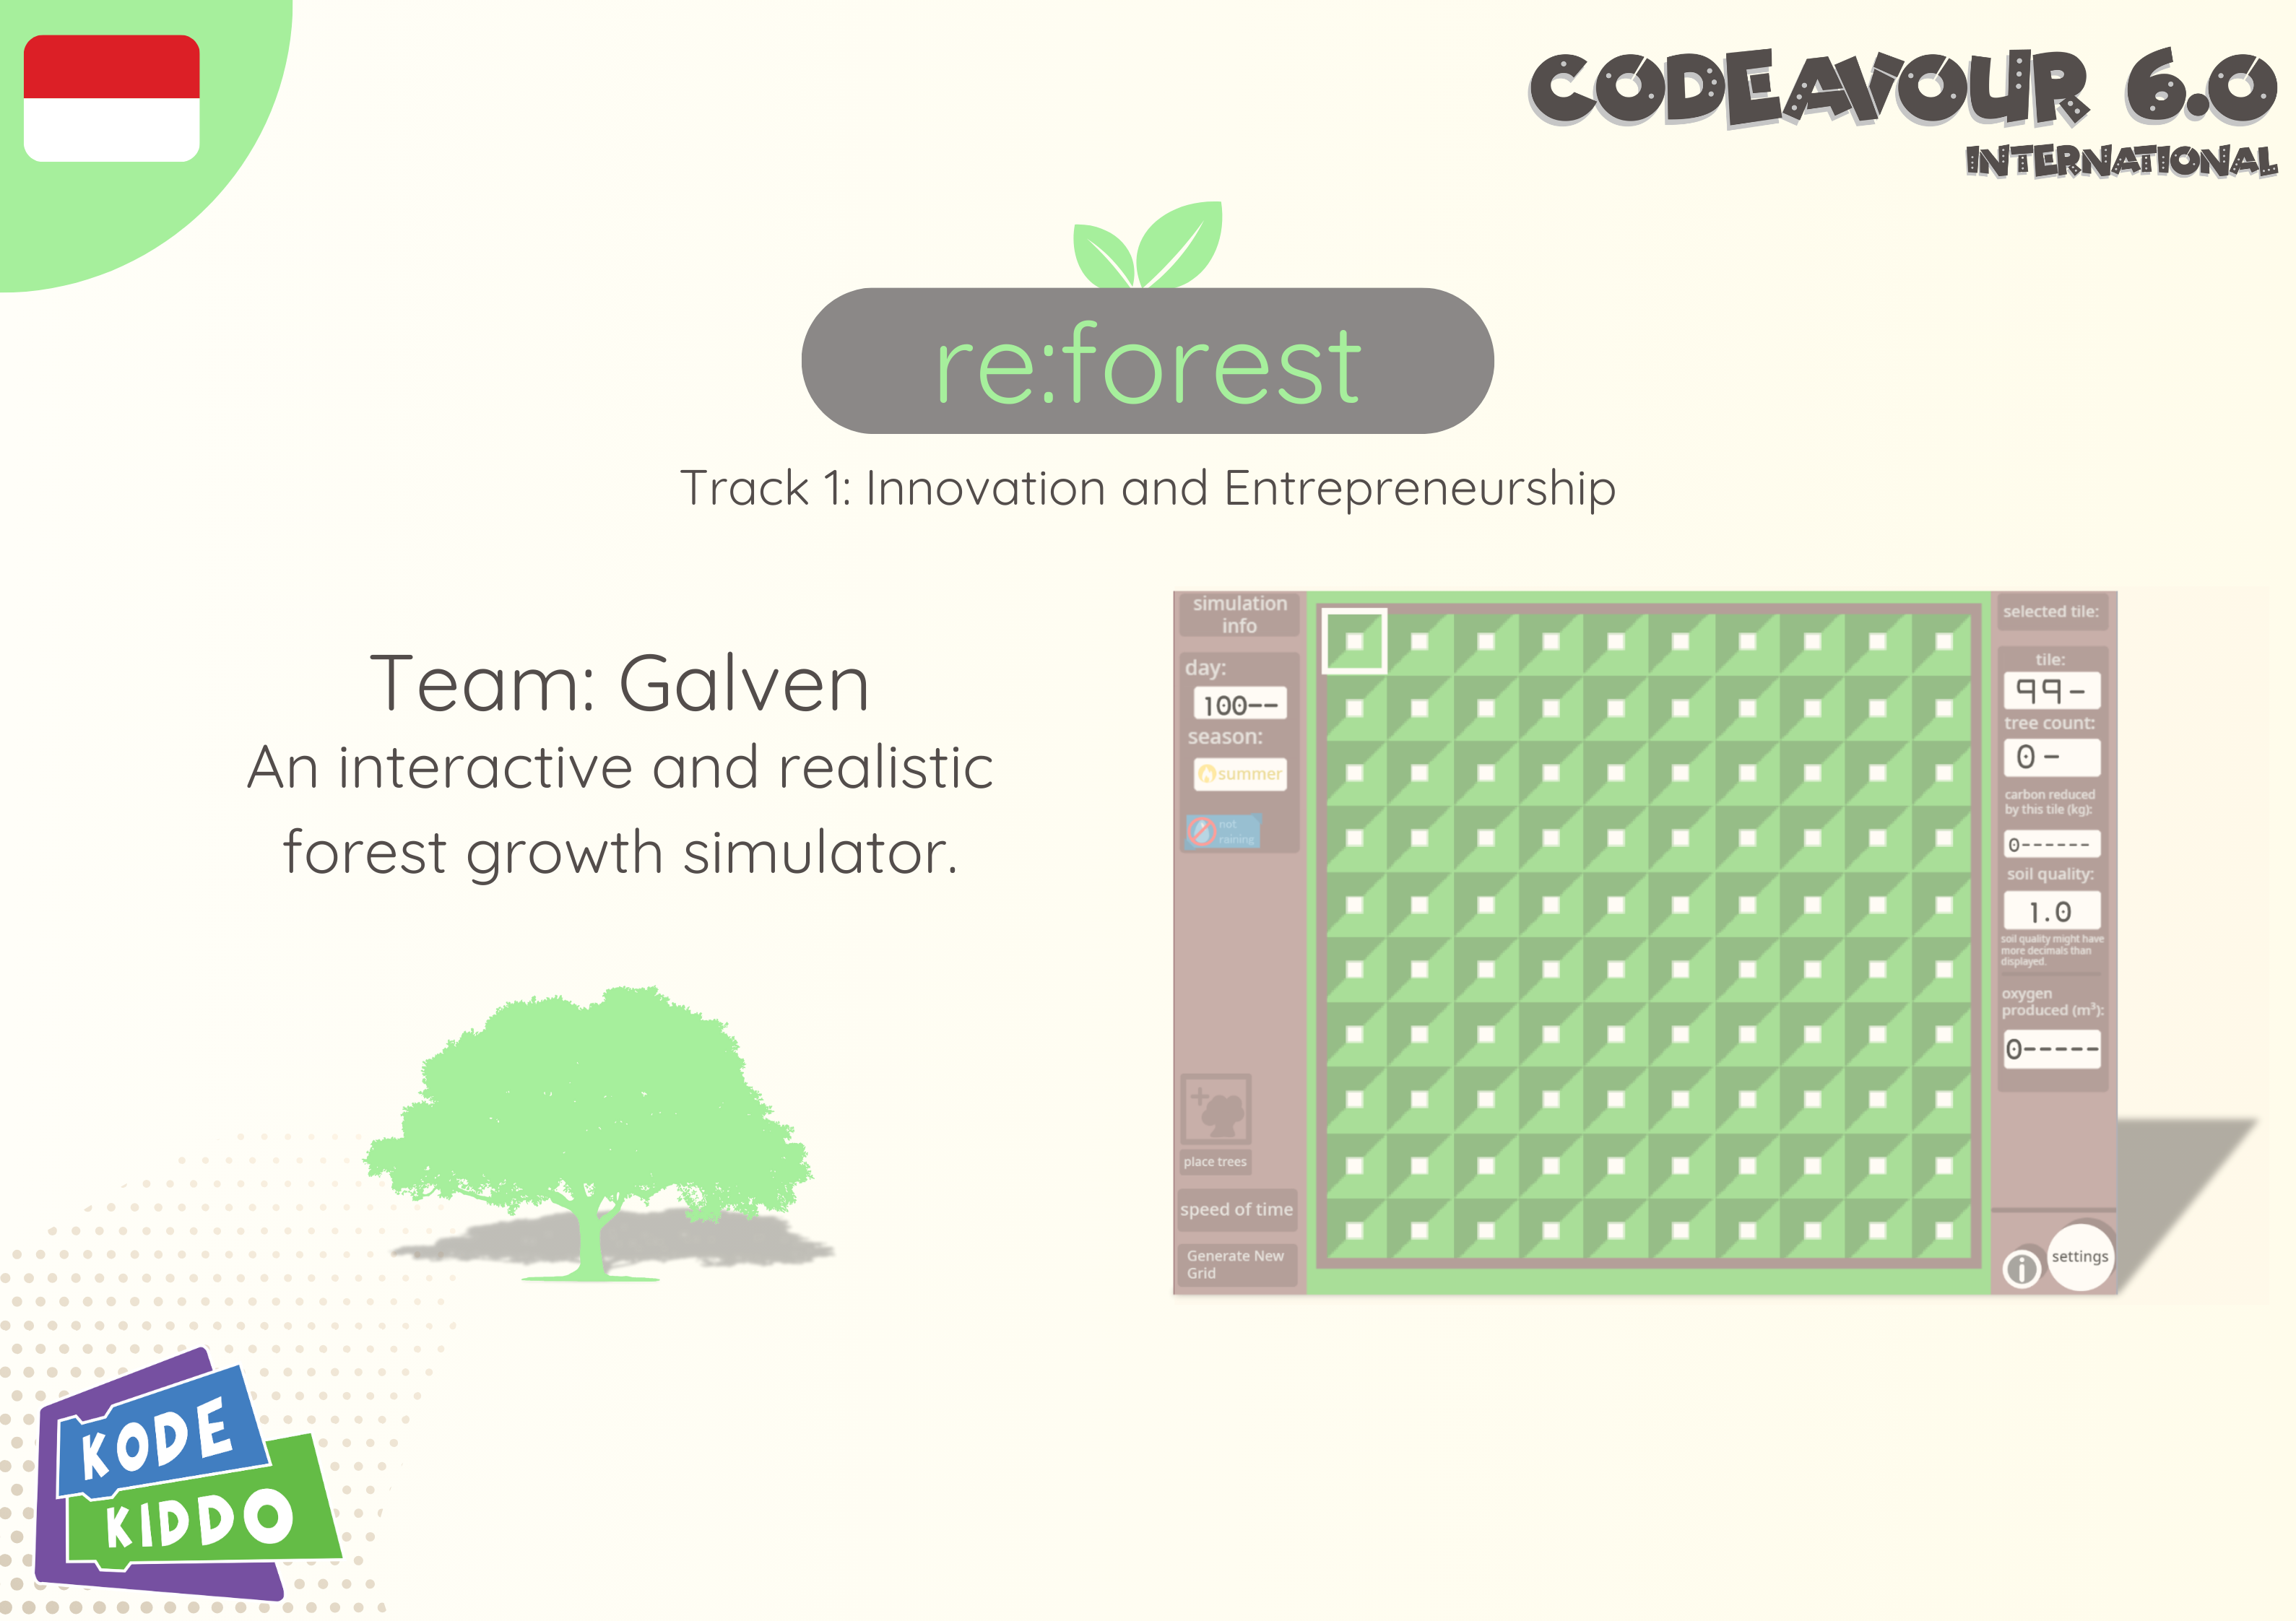 CODEAVOUR 6.0
INTERNATIONAL
re:forest
Track 1: Innovation and Entrepreneurship
Team: Galven
An interactive and realistic
forest growth simulator.
simulation
info
day:
100--
season:
summer
not
raining
place trees
speed of time
Generate New
Grid
selected tile:
tile:
99-
tree count:
0-
carbon reduced
by this tile (kg):
0------
soil quality:
1.0
soil quality might have
more decimals than
displayed.
oxygen
produced (m³):
0-----
i
settings
KODE
KIDDO